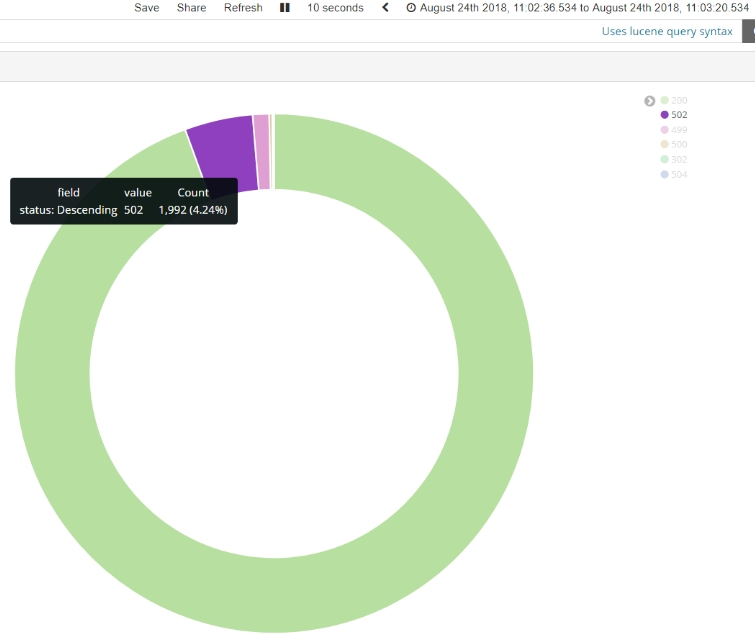 Save Share Refresh 10 seconds August 24th 2018, 11:02:36.534 to August 24th 2018, 11:03:20.534
Uses lucene query syntax
200
502
499
500
302
504
field value Count
status: Descending 502 1,992 (4.24%)